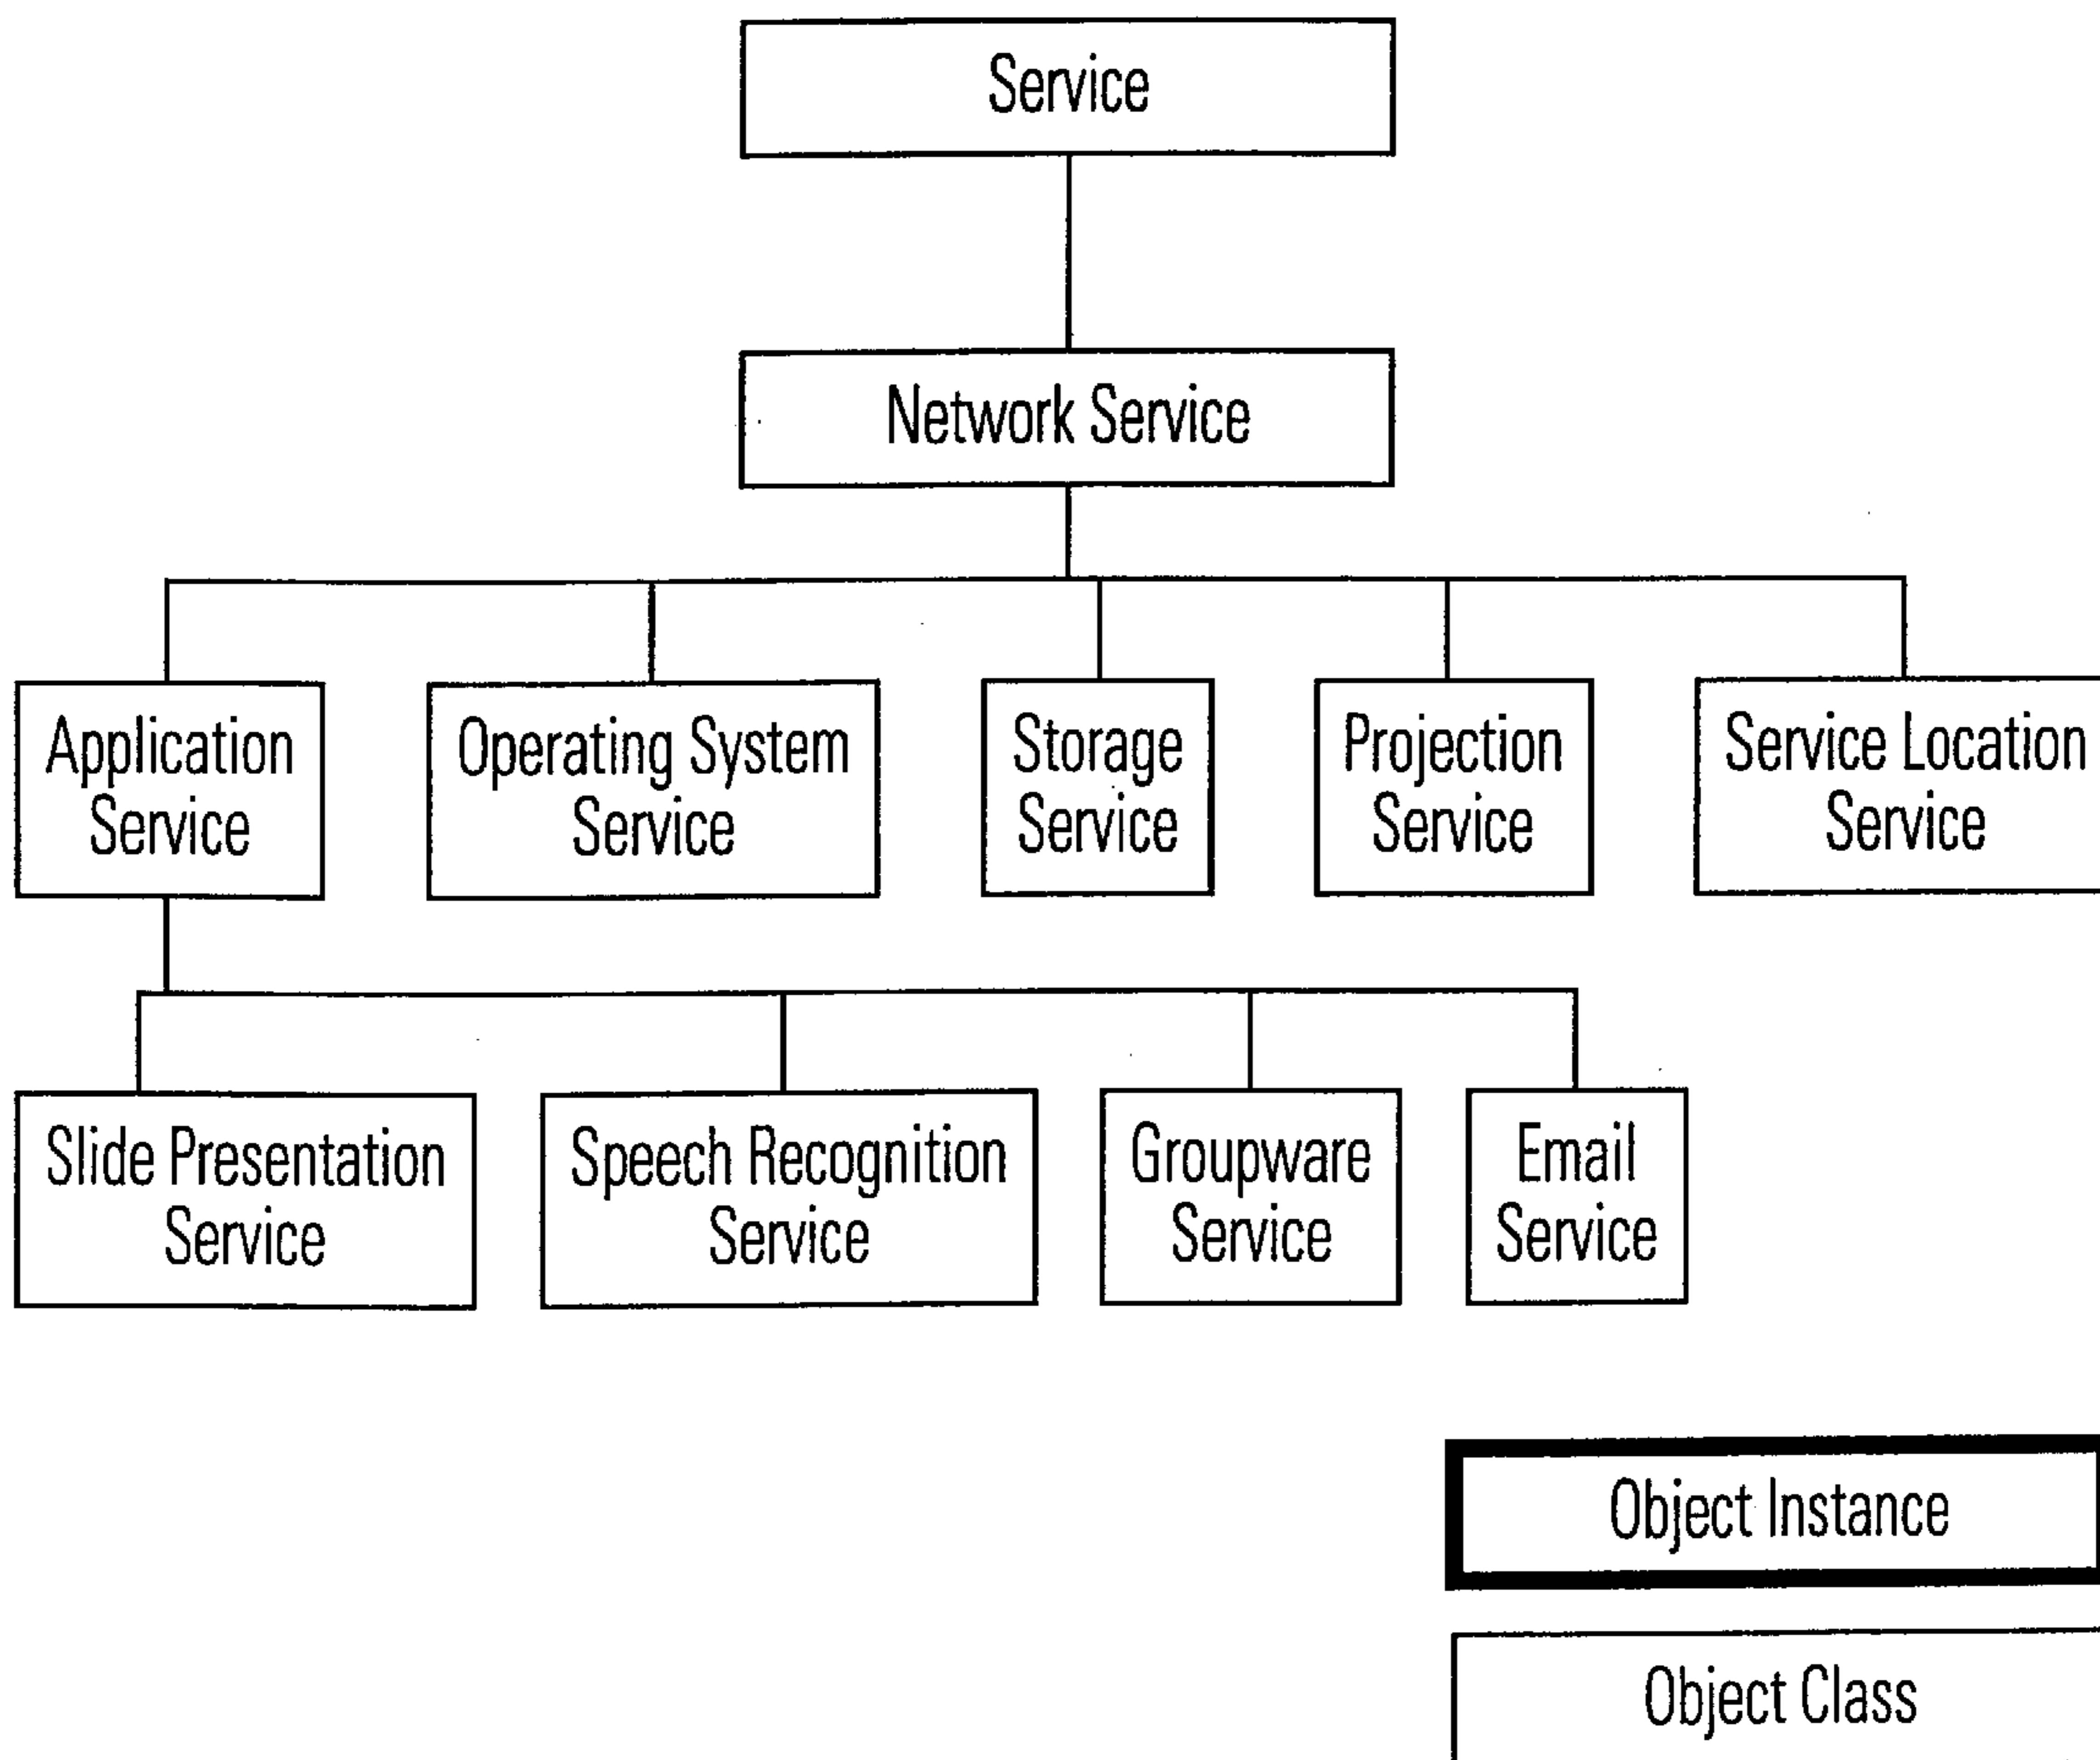 Service
Network Service
Application
Service
Operating System
Service
Storage
Service
Projection
Service
Service Location
Service
Slide Presentation
Service
Speech Recognition
Service
Groupware
Service
Email
Service
Object Instance
Object Class